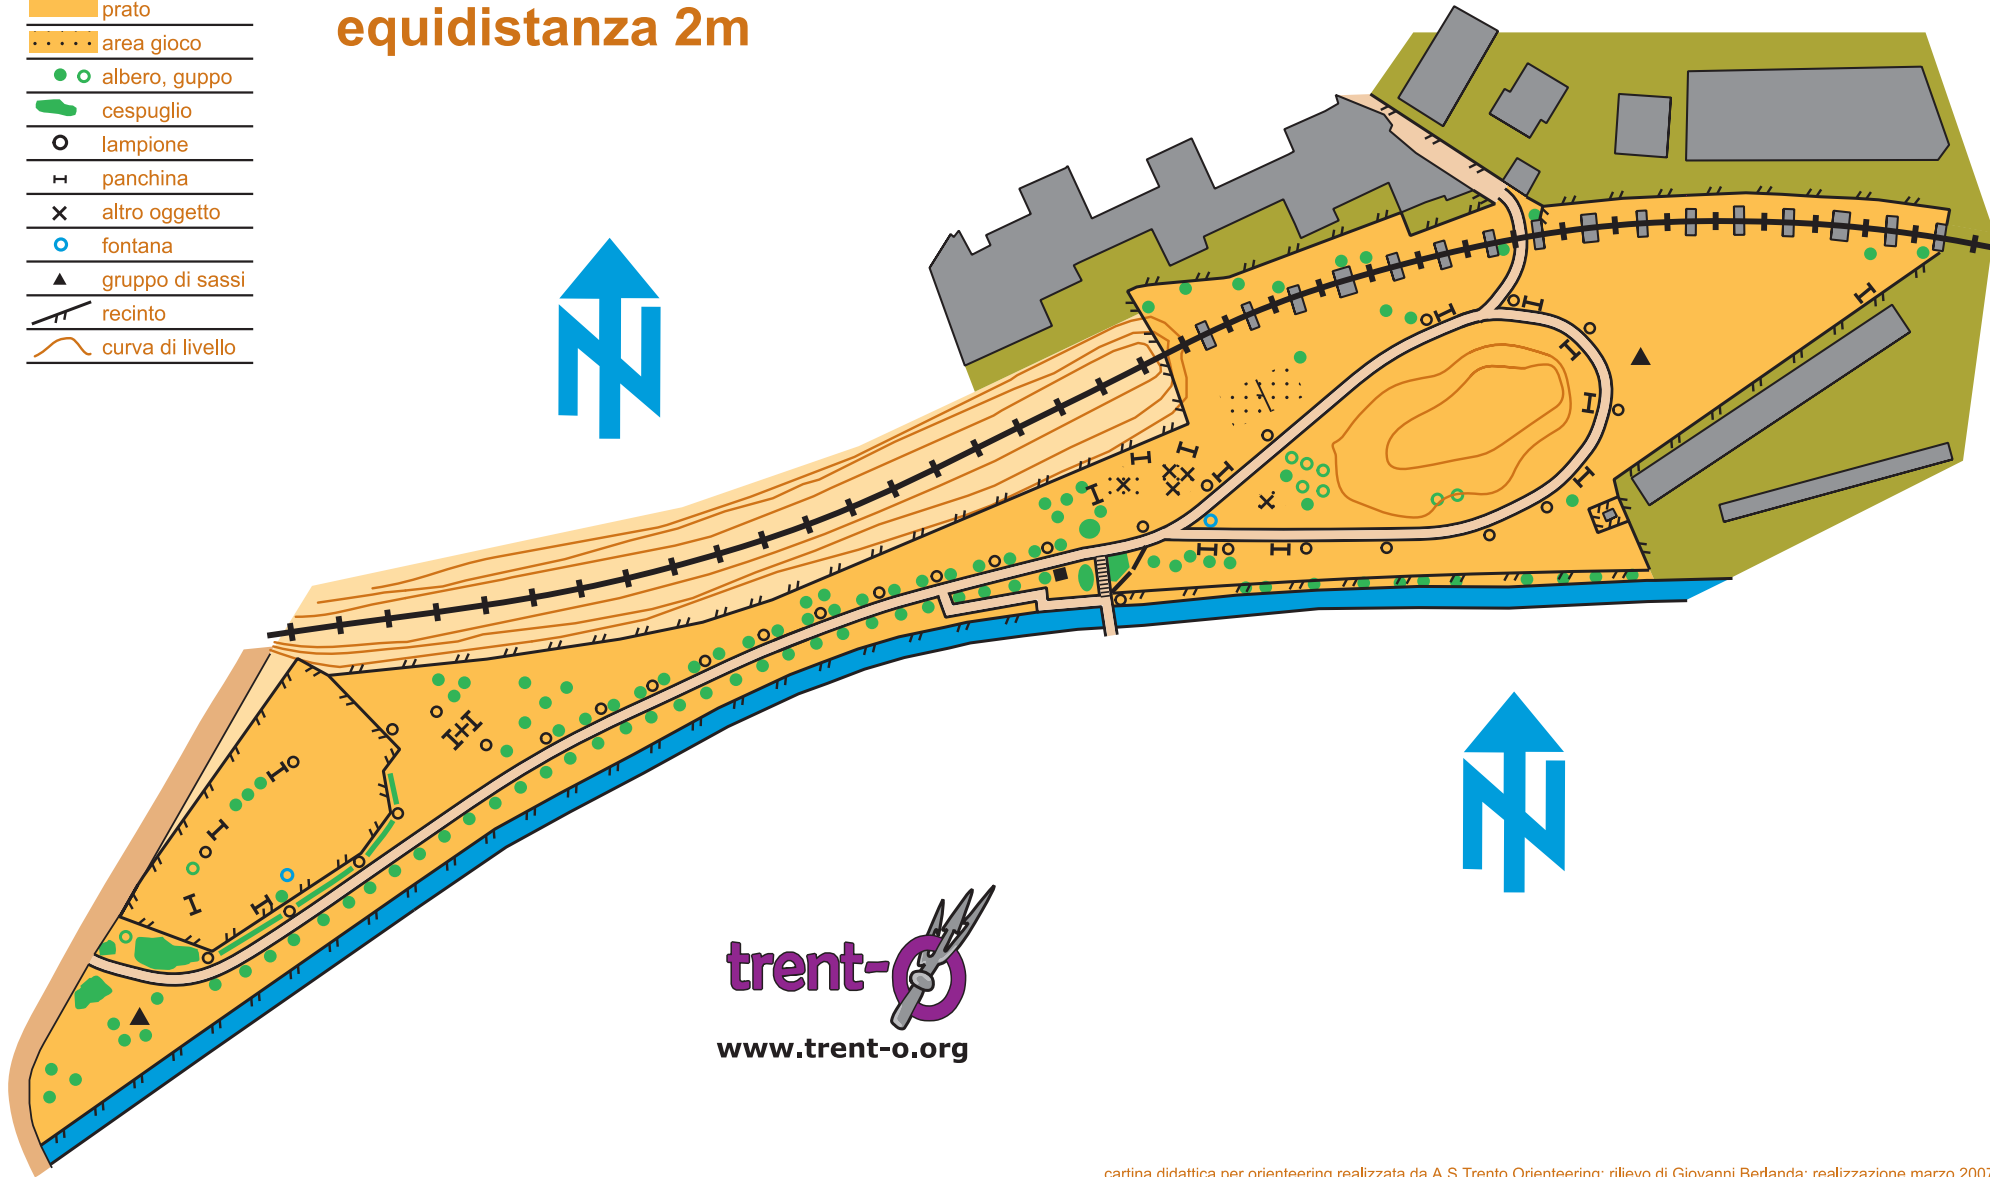 prato
equidistanza 2m
area gioco
albero, guppo
cespuglio
lampione
panchina
altro oggetto
fontana
gruppo di sassi
recinto
curva di livello
trent-O
www.trent-o.org
cartina didattica per orienteering realizzata da A.S.Trento Orienteering; rilievo di Giovanni Berlanda; realizzazione marzo 2007